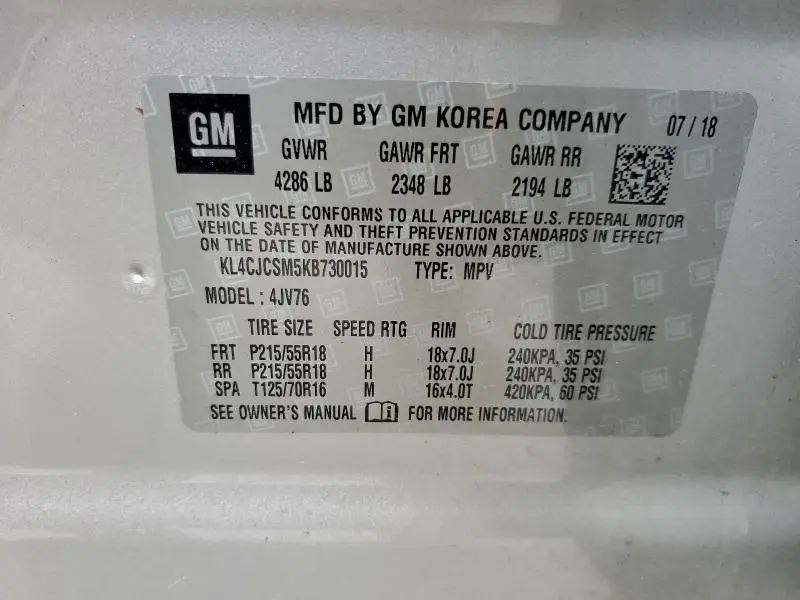 GM MFD BY GM KOREA COMPANY 07 / 18
GVWR GAWR FRT GAWR RR
4286 LB 2348 LB 2194 LB
THIS VEHICLE CONFORMS TO ALL APPLICABLE U.S. FEDERAL MOTOR
VEHICLE SAFETY AND THEFT PREVENTION STANDARDS IN EFFECT
ON THE DATE OF MANUFACTURE SHOWN ABOVE.
KL4CJCSM5KB730015 TYPE: MPV
MODEL : 4JV76
TIRE SIZE SPEED RTG RIM COLD TIRE PRESSURE
FRT P215/55R18 H 18x7.0J 240KPA, 35 PSI
RR P215/55R18 H 18x7.0J 240KPA, 35 PSI
SPA T125/70R16 M 16x4.0T 420KPA, 60 PSI
SEE OWNER'S MANUAL i FOR MORE INFORMATION.